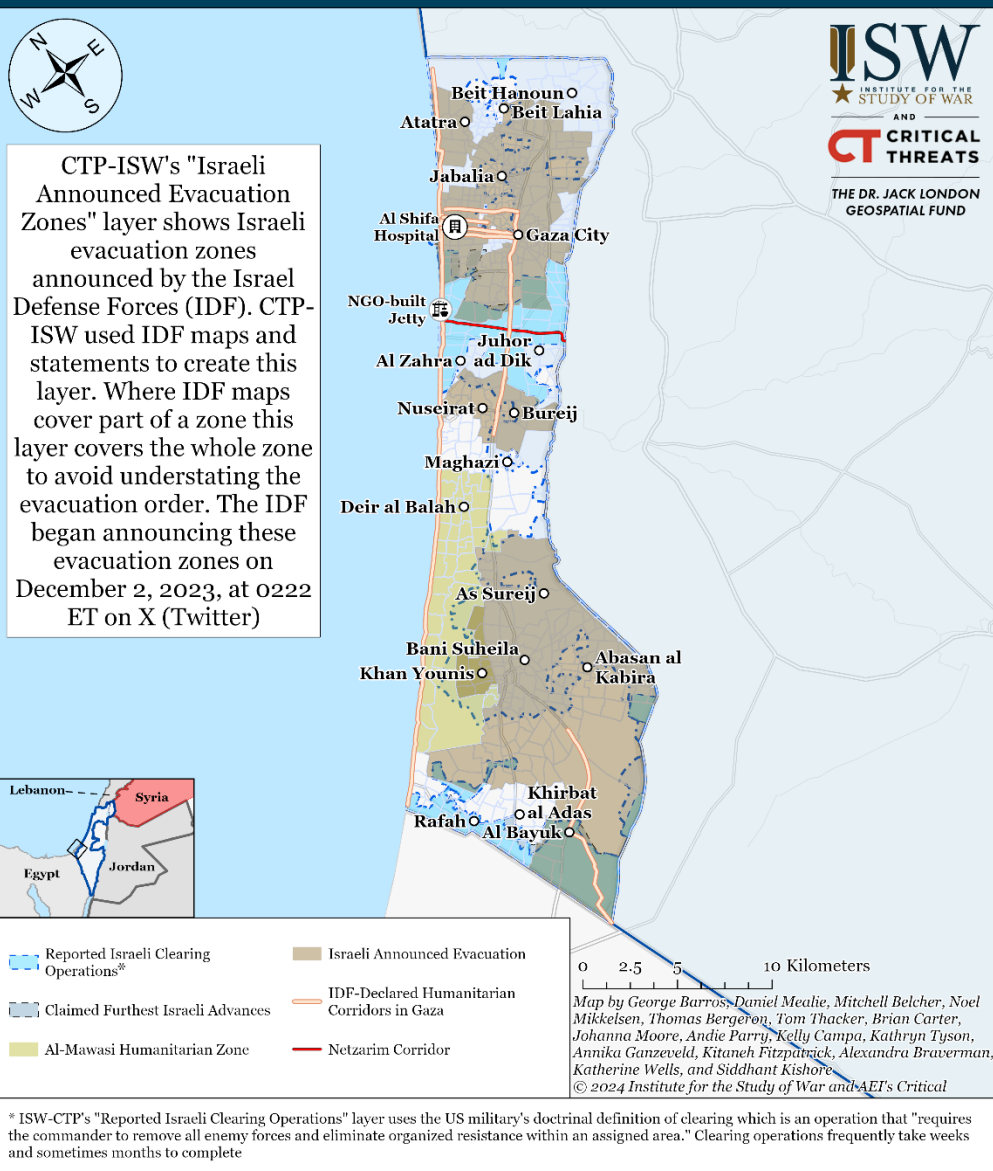 N
E
W
S
ISW
INSTITUTE FOR THE
STUDY OF WAR
AND
CT CRITICAL
THREATS
THE DR. JACK LONDON
GEOSPATIAL FUND
CTP-ISW's "Israeli
Announced Evacuation
Zones" layer shows Israeli
evacuation zones
announced by the Israel
Defense Forces (IDF). CTP-
ISW used IDF maps and
statements to create this
layer. Where IDF maps
cover part of a zone this
layer covers the whole zone
to avoid understating the
evacuation order. The IDF
began announcing these
evacuation zones on
December 2, 2023, at 0222
ET on X (Twitter)
Beit Hanoun
Beit Lahia
Atatra
Jabalia
Al Shifa
Hospital
Gaza City
NGO-built
Jetty
Juhor
ad Dik
Al Zahra
Nuseirat
Bureij
Maghazi
Deir al Balah
As Sureij
Bani Suheila
Abasan al
Kabira
Khan Younis
Khirbat
al Adas
Rafah
Al Bayuk
Lebanon
Syria
Egypt
Jordan
Reported Israeli Clearing
Operations*
Claimed Furthest Israeli Advances
Al-Mawasi Humanitarian Zone
Israeli Announced Evacuation
IDF-Declared Humanitarian
Corridors in Gaza
Netzarim Corridor
0 2.5 5 10 Kilometers
Map by George Barros, Daniel Mealie, Mitchell Belcher, Noel
Mikkelsen, Thomas Bergeron, Tom Thacker, Brian Carter,
Johanna Moore, Andie Parry, Kelly Campa, Kathryn Tyson,
Annika Ganzeveld, Kitaneh Fitzpatrick, Alexandra Braverman,
Katherine Wells, and Siddhant Kishore
© 2024 Institute for the Study of War and AEI's Critical
* ISW-CTP's "Reported Israeli Clearing Operations" layer uses the US military's doctrinal definition of clearing which is an operation that "requires
the commander to remove all enemy forces and eliminate organized resistance within an assigned area." Clearing operations frequently take weeks
and sometimes months to complete